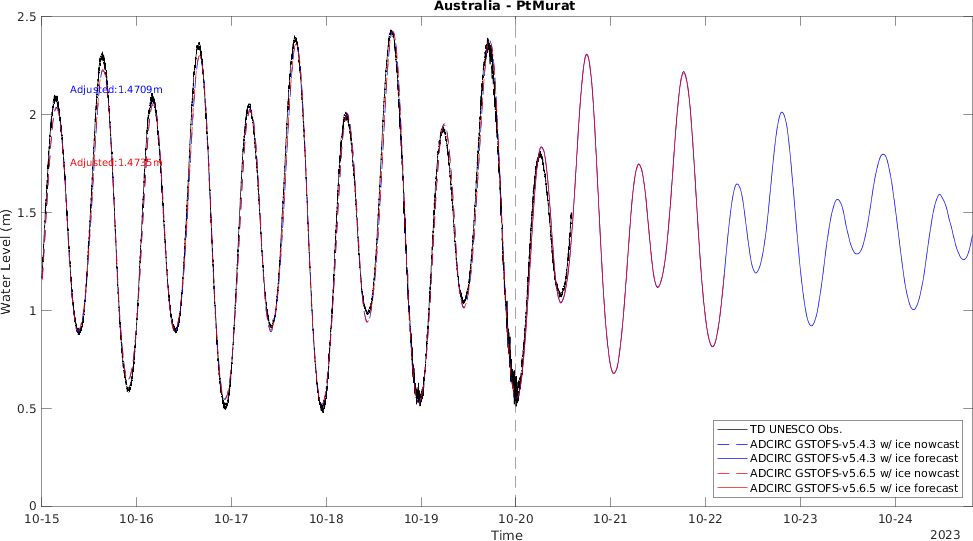 Australia - PtMurat
2.5
2
1.5
1
0.5
0
Water Level (m)
Adjusted:1.4709m
Adjusted:1.4735m
TD UNESCO Obs.
ADCIRC GSTOFS-v5.4.3 w/ ice nowcast
ADCIRC GSTOFS-v5.4.3 w/ ice forecast
ADCIRC GSTOFS-v5.6.5 w/ ice nowcast
ADCIRC GSTOFS-v5.6.5 w/ ice forecast
10-15 10-16 10-17 10-18 10-19 10-20 10-21 10-22 10-23 10-24
Time
2023